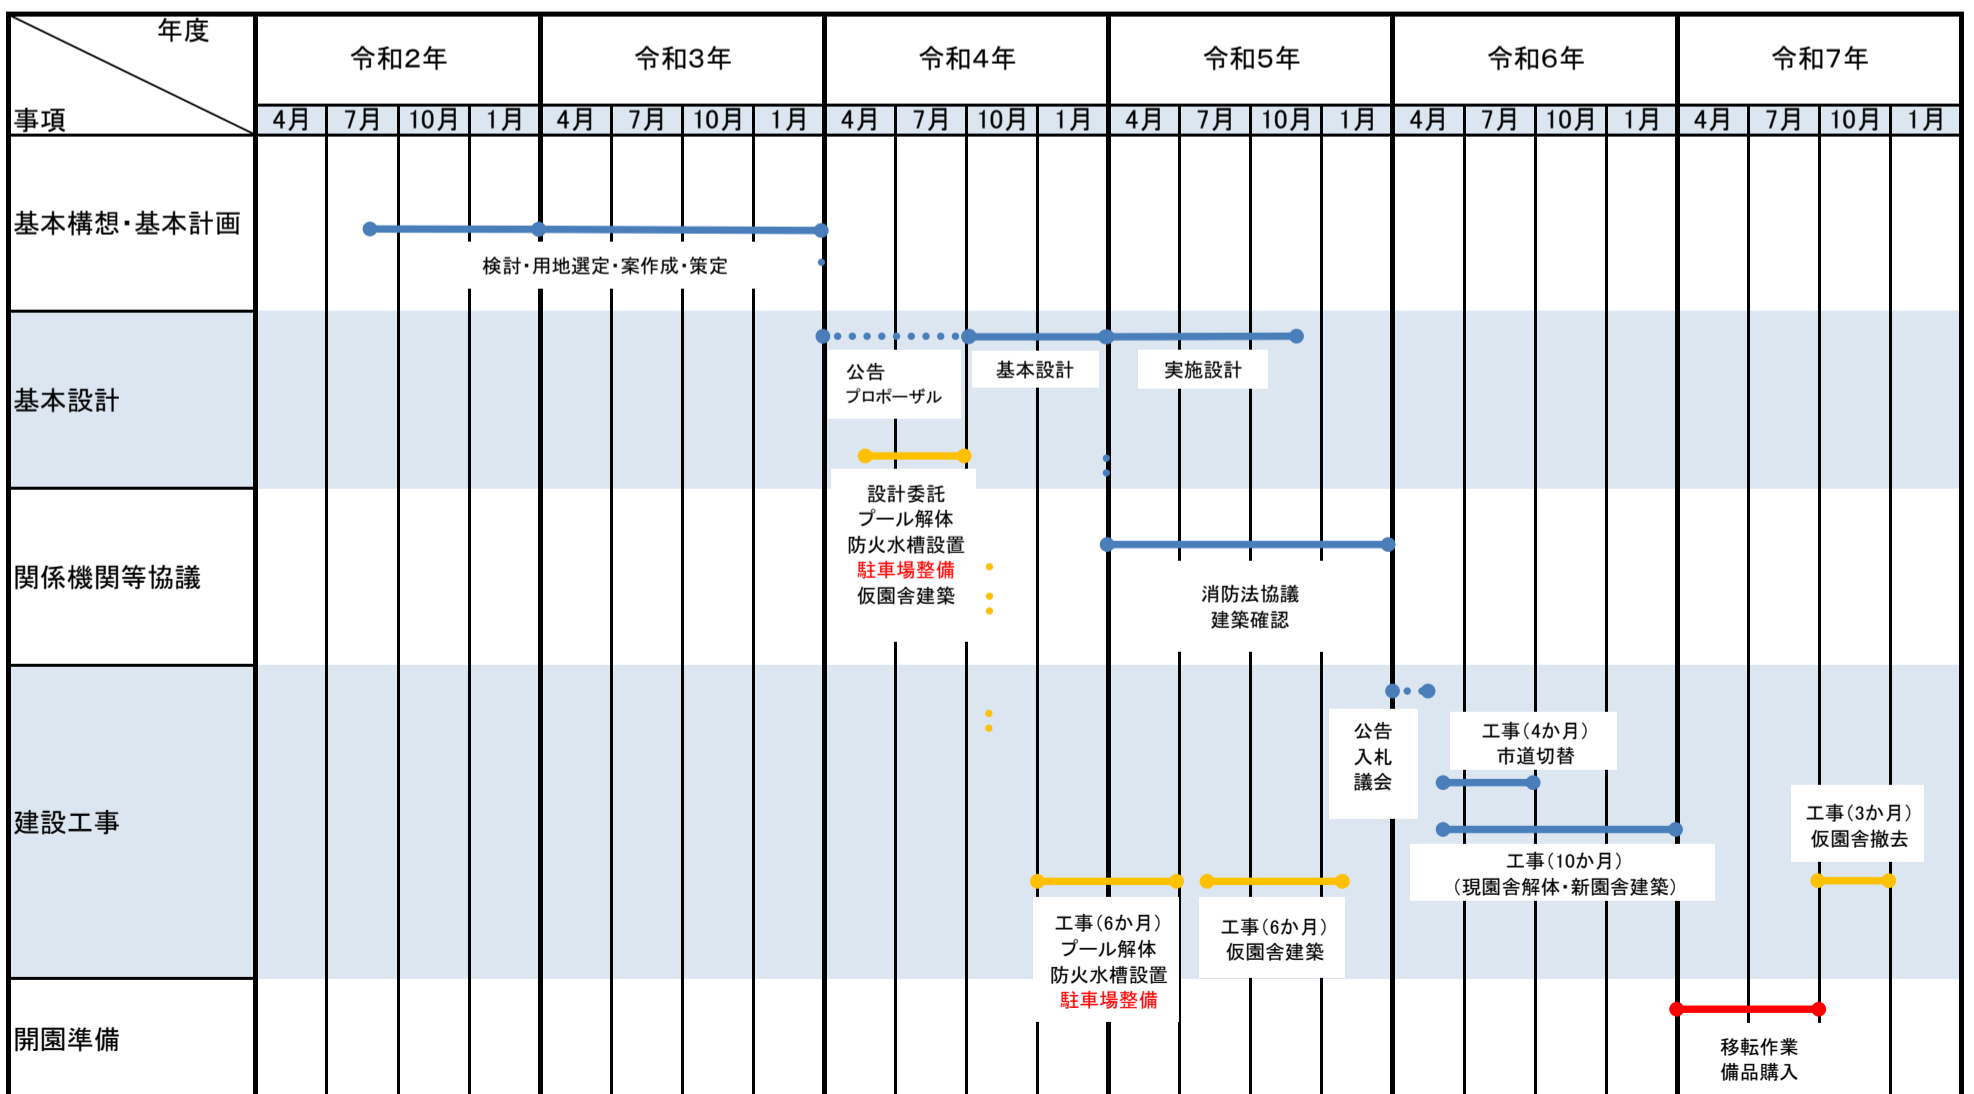 年度
事項
令和2年 令和3年 令和4年 令和5年 令和6年 令和7年
4月 7月 10月 1月 4月 7月 10月 1月 4月 7月 10月 1月 4月 7月 10月 1月 4月 7月 10月 1月 4月 7月 10月 1月
基本構想・基本計画
検討・用地選定・案作成・策定
基本設計
公告
プロポーザル
基本設計
実施設計
設計委託
プール解体
防火水槽設置
駐車場整備
仮園舎建築
関係機関等協議
消防法協議
建築確認
建設工事
公告
入札
議会
工事(4か月)
市道切替
工事(10か月)
(現園舎解体・新園舎建築)
工事(3か月)
仮園舎撤去
工事(6か月)
プール解体
防火水槽設置
駐車場整備
工事(6か月)
仮園舎建築
開園準備
移転作業
備品購入